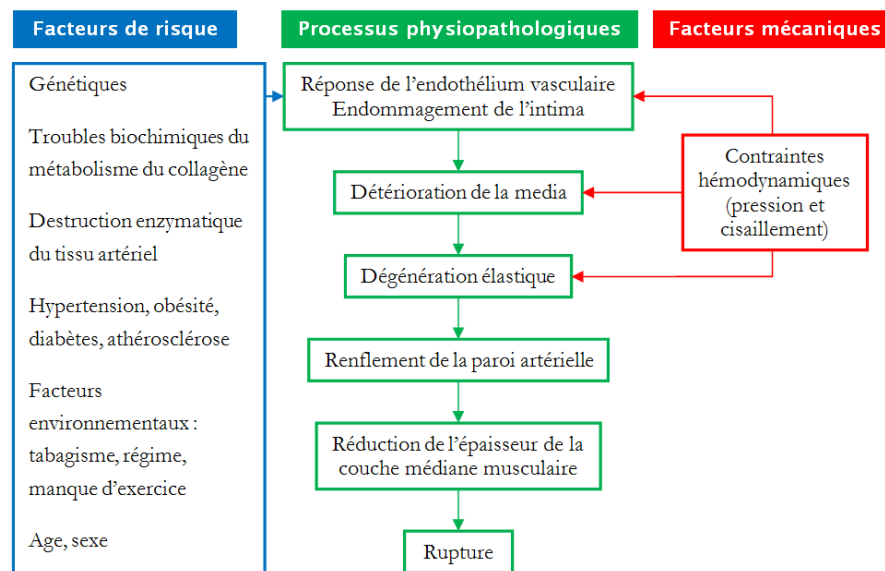 Facteurs de risque
Génétiques
Troubles biochimiques du
métabolisme du collagène
Destruction enzymatique
du tissu artériel
Hypertension, obésité,
diabètes, athérosclérose
Facteurs
environnementaux :
tabagisme, régime,
manque d'exercice
Age, sexe
Processus physiopathologiques
Réponse de l'endothélium vasculaire
Endommagement de l'intima
Détérioration de la media
Dégénération élastique
Renflement de la paroi artérielle
Réduction de l'épaisseur de la
couche médiane musculaire
Rupture
Facteurs mécaniques
Contraintes
hémodynamiques
(pression et
cisaillement)